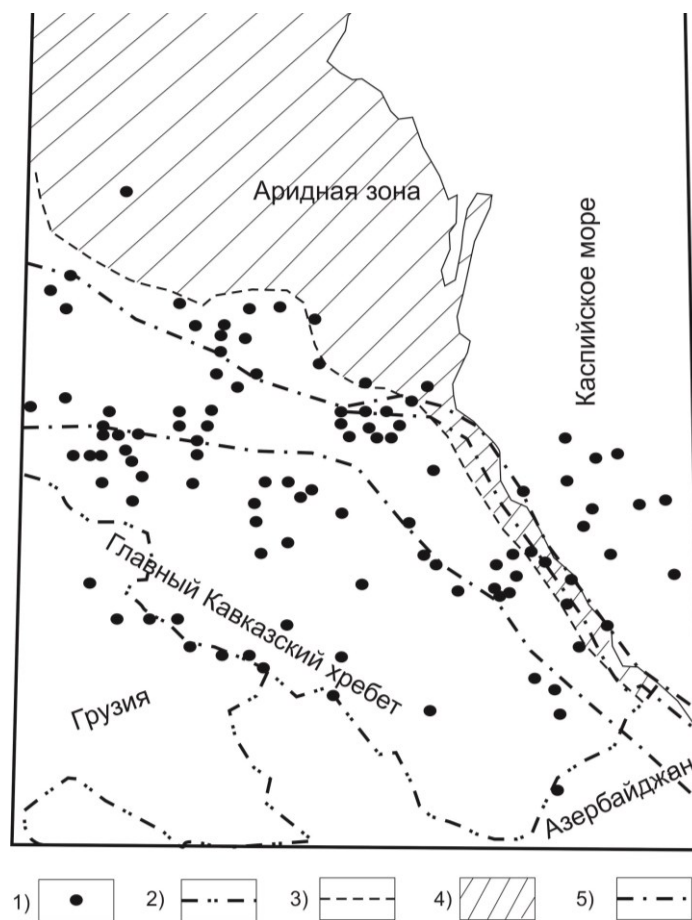 Аридная зона
Каспийское море
Главный Кавказский хребет
Грузия
Азербайджан
1) 2) 3) 4) 5)